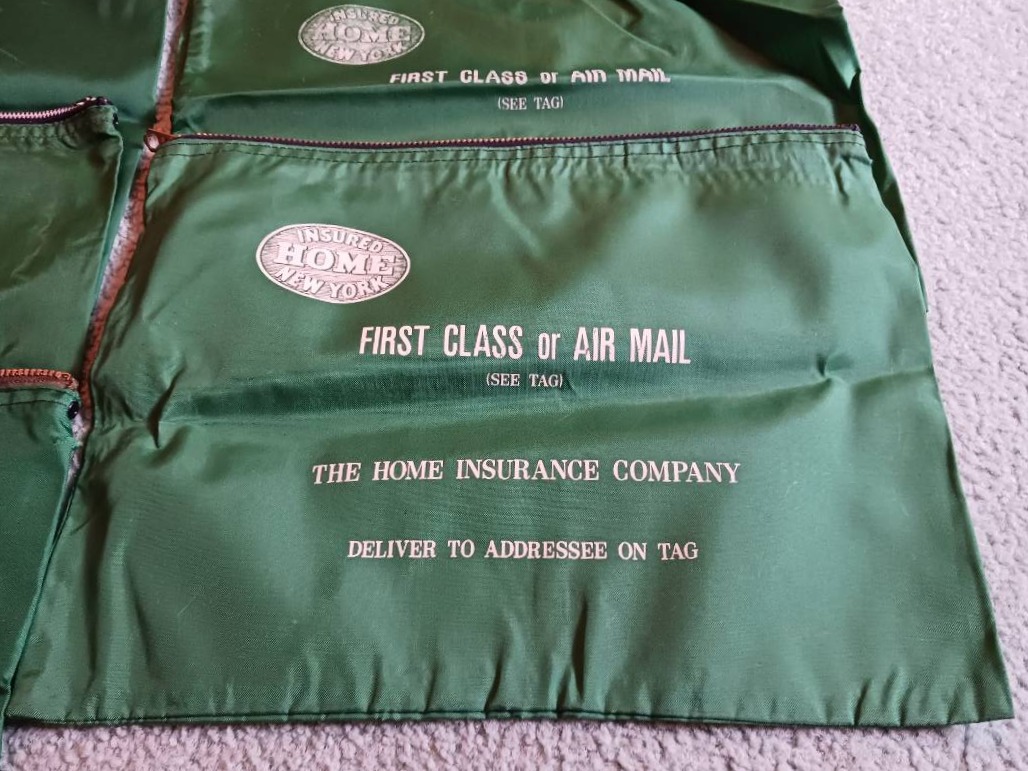 INSURED
HOME
NEW YORK
FIRST CLASS or AIR MAIL
(SEE TAG)
INSURED
HOME
NEW YORK
FIRST CLASS or AIR MAIL
(SEE TAG)
THE HOME INSURANCE COMPANY
DELIVER TO ADDRESSEE ON TAG